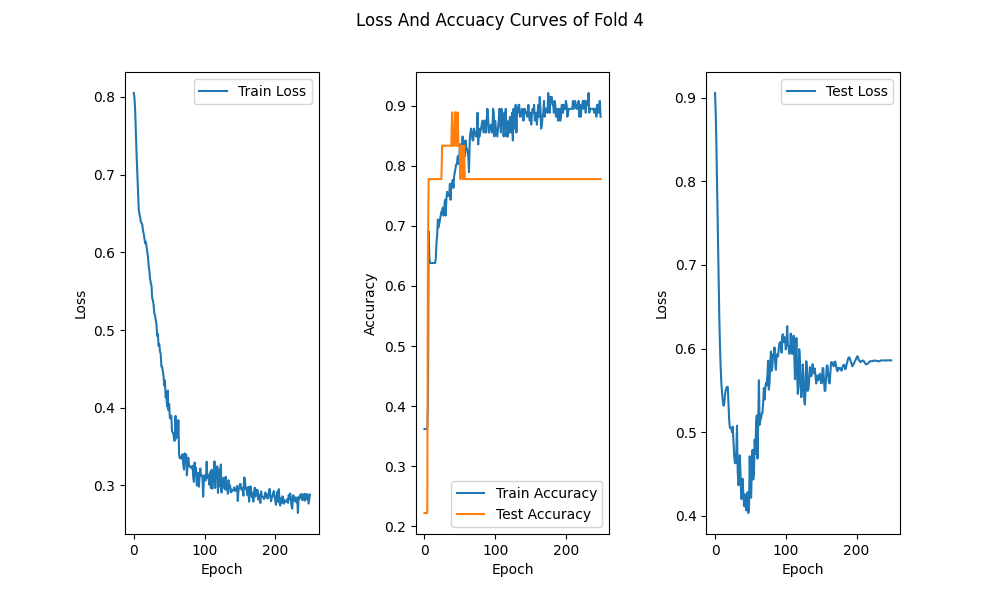 Loss And Accuacy Curves of Fold 4
Train Loss
0.8
0.7
0.6
0.5
0.4
0.3
Loss
0
100
200
Epoch
0.9
0.8
0.7
0.6
0.5
0.4
0.3
0.2
Accuracy
Train Accuracy
Test Accuracy
0
100
200
Epoch
Test Loss
0.9
0.8
0.7
0.6
0.5
0.4
Loss
0
100
200
Epoch